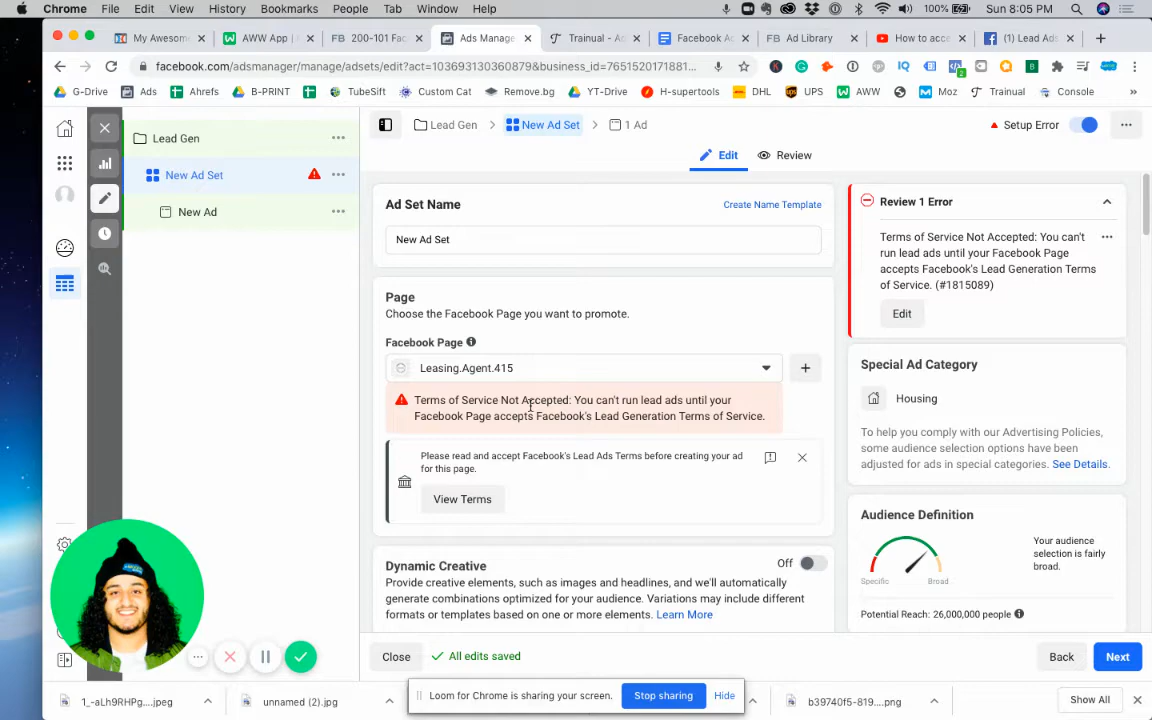 Chrome File Edit View History Bookmarks People Tab Window Help 100% Sun 8:05 PM
My Awesom AWW App | FB 200-101 Fac Ads Manage Trainual - Ac Facebook Ac Ad Library How to acce (1) Lead Ads
facebook.com/adsmanager/manage/adsets/edit?act=103693130360879&business_id=7651520171881...
G-Drive Ads Ahrefs B-PRINT TubeSift Custom Cat Remove.bg YT-Drive H-supertools DHL UPS AWW Moz Trainual Console »
Lead Gen
New Ad Set
New Ad
Lead Gen New Ad Set 1 Ad Setup Error
Edit Review
Ad Set Name Create Name Template
New Ad Set
Page
Choose the Facebook Page you want to promote.
Facebook Page
Leasing.Agent.415
Terms of Service Not Accepted: You can't run lead ads until your
Facebook Page accepts Facebook's Lead Generation Terms of Service.
Please read and accept Facebook's Lead Ads Terms before creating your ad
for this page.
View Terms
Dynamic Creative Off
Provide creative elements, such as images and headlines, and we'll automatically
generate combinations optimized for your audience. Variations may include different
formats or templates based on one or more elements. Learn More
Close All edits saved Back Next
Review 1 Error
Terms of Service Not Accepted: You can't
run lead ads until your Facebook Page
accepts Facebook's Lead Generation Terms
of Service. (#1815089)
Edit
Special Ad Category
Housing
To help you comply with our Advertising Policies,
some audience selection options have been
adjusted for ads in special categories. See Details.
Audience Definition
Your audience
selection is fairly
broad.
Specific Broad
Potential Reach: 26,000,000 people
1_-aLh9RHPg....jpeg unnamed (2).jpg Loom for Chrome is sharing your screen. Stop sharing Hide b39740f5-819....png Show All